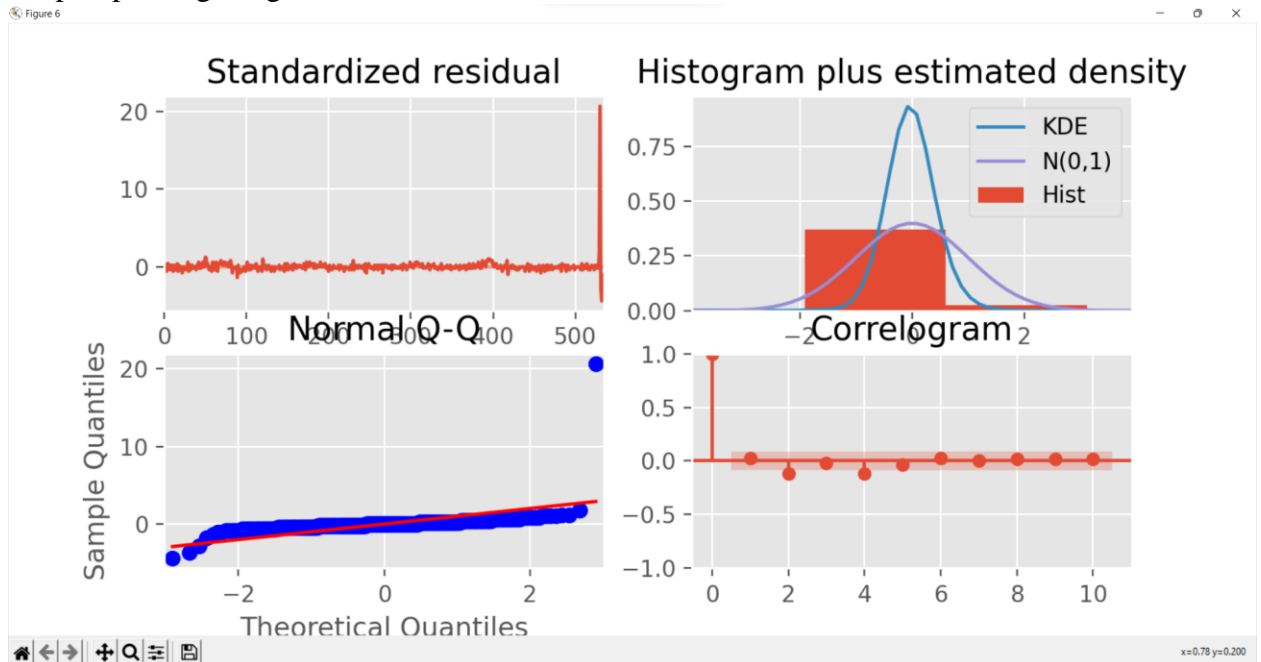 Figure 6
Standardized residual
20
10
0
0 100 200 300 400 500
Histogram plus estimated density
0.75
0.50
0.25
0.00
−2 0 2
KDE
N(0,1)
Hist
Normal Q-Q
Sample Quantiles
20
10
0
−2 0 2
Theoretical Quantiles
Correlogram
1.0
0.5
0.0
−0.5
−1.0
0 2 4 6 8 10
x=0.78 y=0.200